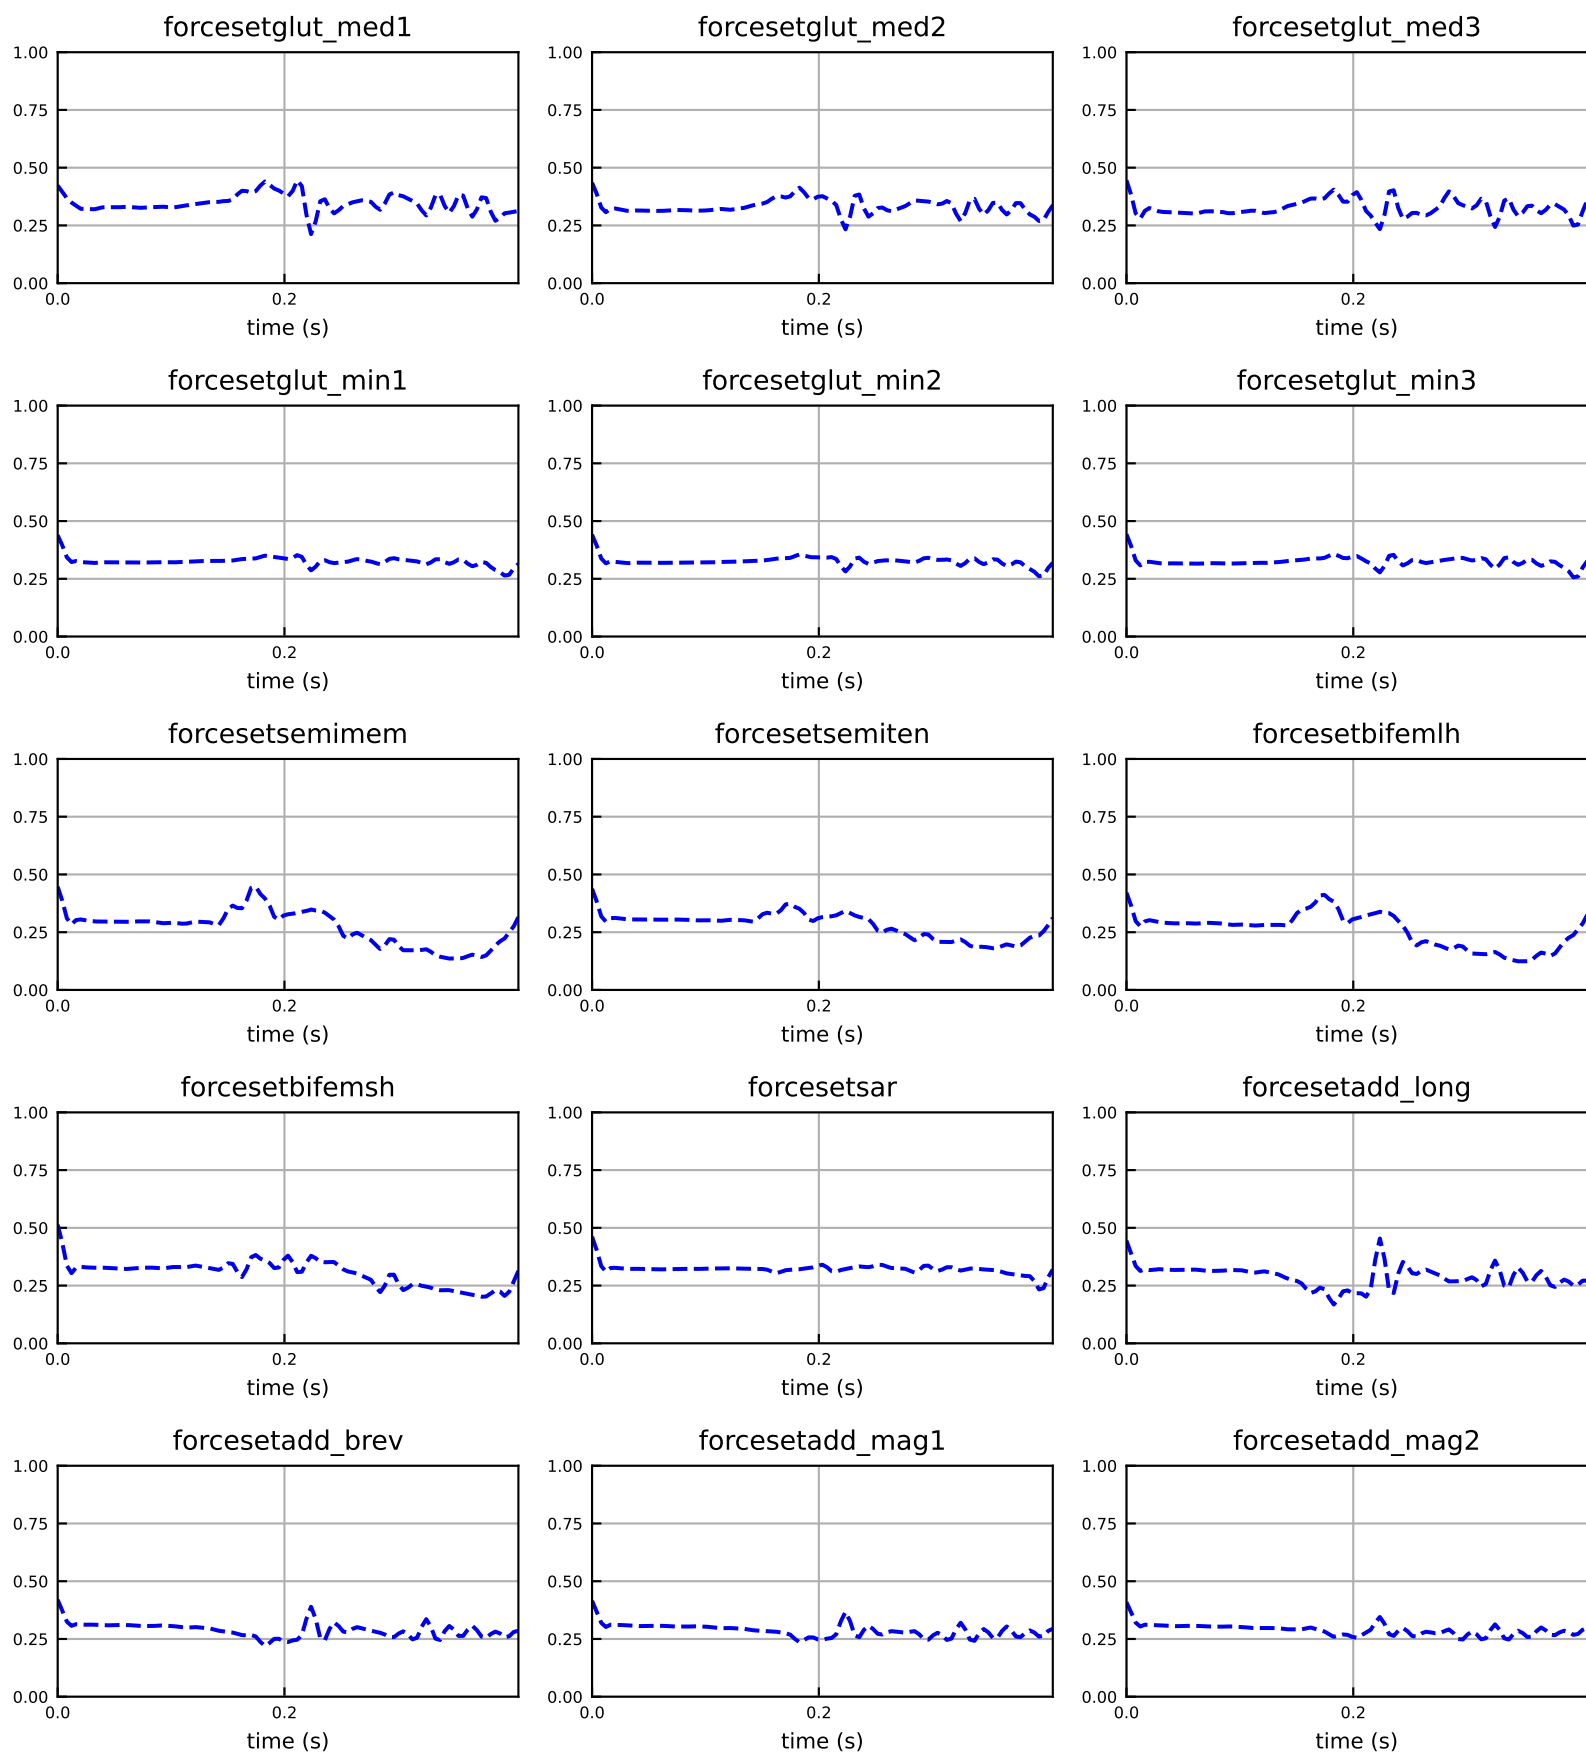 forcesetglut_med1 forcesetglut_med2 forcesetglut_med3
1.00 1.00 1.00
0.75 0.75 0.75
0.50 0.50 0.50
0.25 0.25 0.25
0.00 0.00 0.00
0.0 0.2 0.0 0.2 0.0 0.2
time (s) time (s) time (s)
forcesetglut_min1 forcesetglut_min2 forcesetglut_min3
1.00 1.00 1.00
0.75 0.75 0.75
0.50 0.50 0.50
0.25 0.25 0.25
0.00 0.00 0.00
0.0 0.2 0.0 0.2 0.0 0.2
time (s) time (s) time (s)
forcesetsemimem forcesetsemiten forcesetbifemlh
1.00 1.00 1.00
0.75 0.75 0.75
0.50 0.50 0.50
0.25 0.25 0.25
0.00 0.00 0.00
0.0 0.2 0.0 0.2 0.0 0.2
time (s) time (s) time (s)
forcesetbifemsh forcesetsar forcesetadd_long
1.00 1.00 1.00
0.75 0.75 0.75
0.50 0.50 0.50
0.25 0.25 0.25
0.00 0.00 0.00
0.0 0.2 0.0 0.2 0.0 0.2
time (s) time (s) time (s)
forcesetadd_brev forcesetadd_mag1 forcesetadd_mag2
1.00 1.00 1.00
0.75 0.75 0.75
0.50 0.50 0.50
0.25 0.25 0.25
0.00 0.00 0.00
0.0 0.2 0.0 0.2 0.0 0.2
time (s) time (s) time (s)